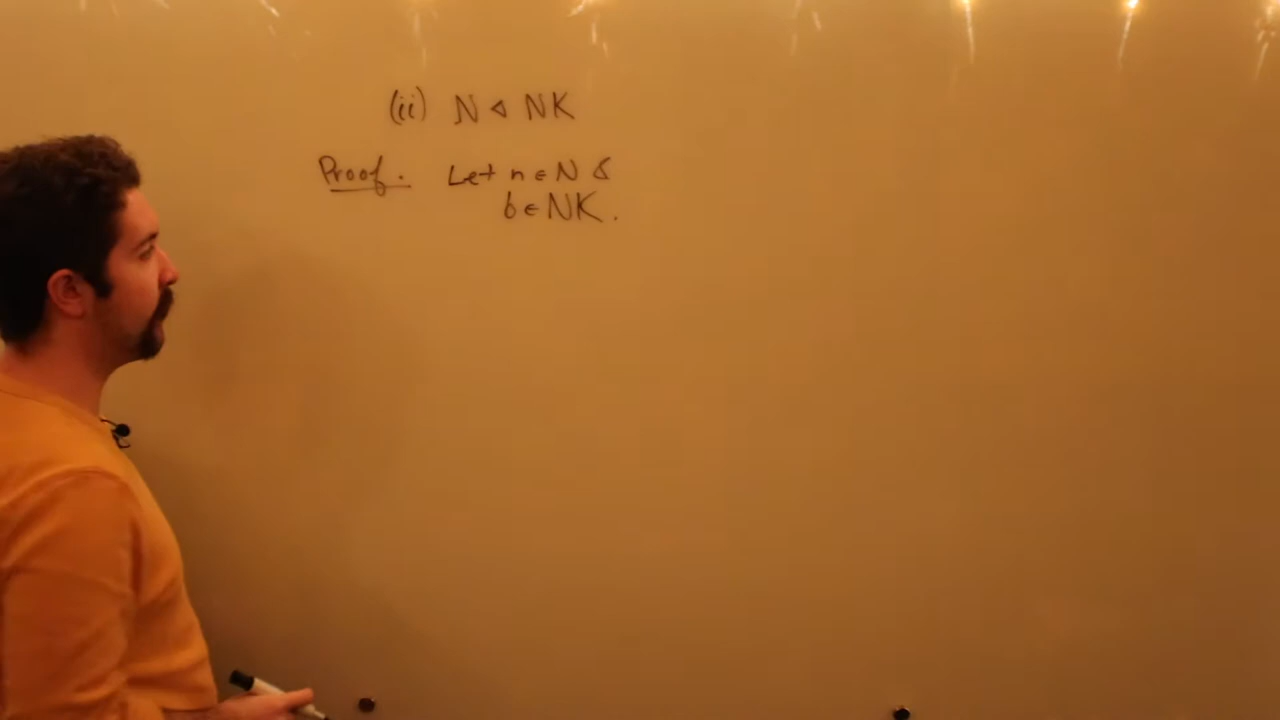 (ii) N ⊲ NK
Proof. Let n ∈ N &
b ∈ NK.